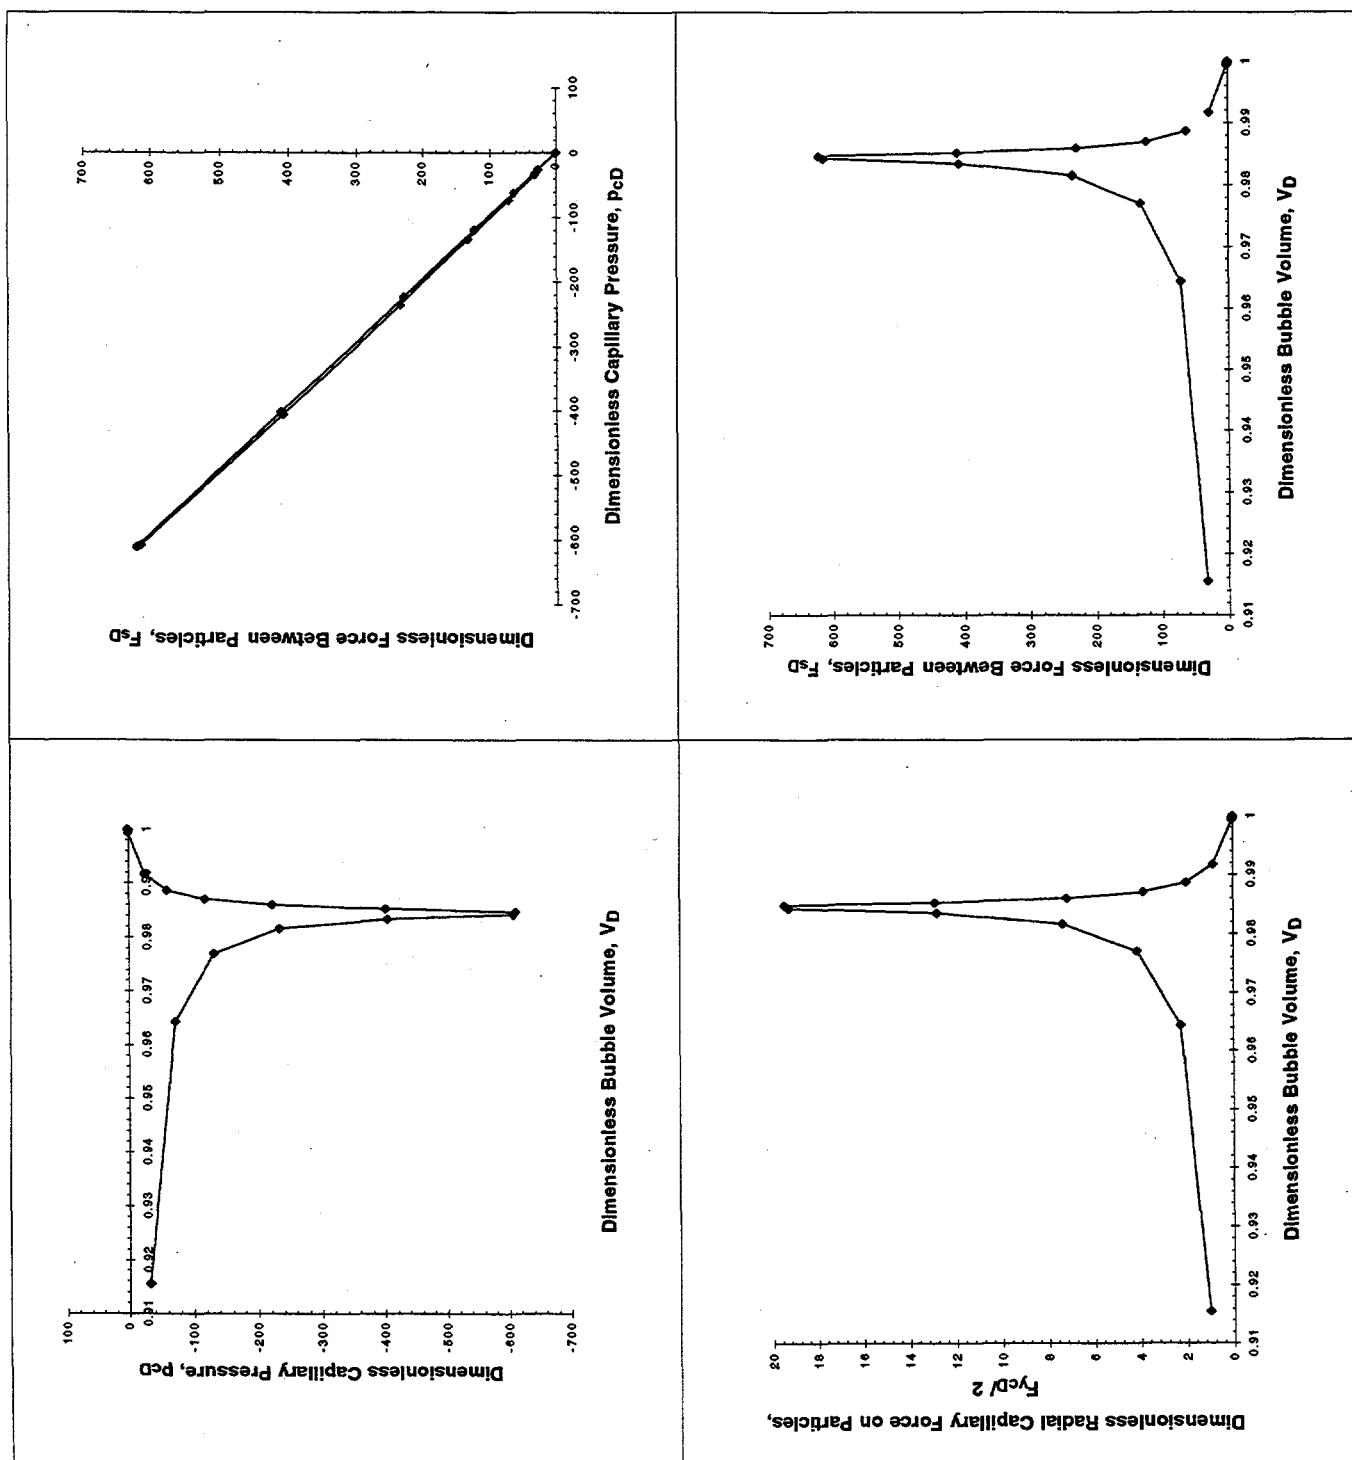 Dimensionless Capillary Pressure, pcD
100
0
-100
-200
-300
-400
-500
-600
-700
0.91 0.92 0.93 0.94 0.95 0.96 0.97 0.98 0.99 1
Dimensionless Bubble Volume, VD
Dimensionless Force Between Particles, FsD
700
600
500
400
300
200
100
0
-700 -600 -500 -400 -300 -200 -100 0 100
Dimensionless Capillary Pressure, pcD
Dimensionless Radial Capillary Force on Particles,
FycD/ 2
20
18
16
14
12
10
8
6
4
2
0
0.91 0.92 0.93 0.94 0.95 0.96 0.97 0.98 0.99 1
Dimensionless Bubble Volume, VD
Dimensionless Force Bewteen Particles, FsD
700
600
500
400
300
200
100
0
0.91 0.92 0.93 0.94 0.95 0.96 0.97 0.98 0.99 1
Dimensionless Bubble Volume, VD